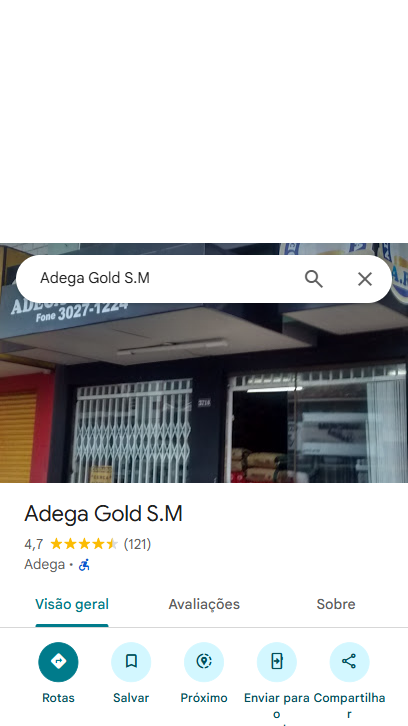 Adega Gold S.M
Fone 3027-1224
3714
Adega Gold S.M
4,7 (121)
Adega ·
Visão geral Avaliações Sobre
Rotas Salvar Próximo Enviar para o Compartilhar